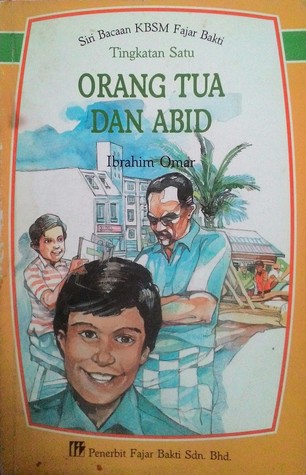 Siri Bacaan KBSM Fajar Bakti
Tingkatan Satu
ORANG TUA
DAN ABID
Ibrahim Omar
Penerbit Fajar Bakti Sdn. Bhd.